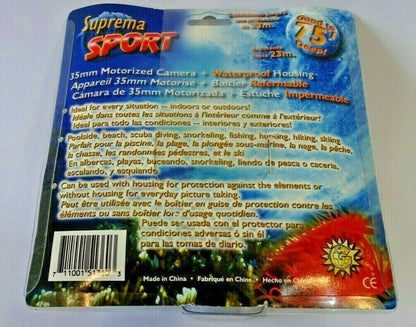 Suprema
SPORT
Good to
75
Deep!
23m.
23m.
35mm Motorized Camera + Waterproof Housing
Appareil 35mm Motorisé + Boîtier Refermable
Cámara de 35mm Motorizada + Estuche Impermeable
Ideal for every situation -- indoors or outdoors!
Idéale dans toutes les situations à l'intérieur comme à l'extérieur!
Ideal para todo las condiciones -- interiores y exteriores!
Poolside, beach, scuba diving, snorkeling, fishing, hunting, hiking, skiing
Parfait pour la piscine, la plage, la plongée sous-marine, la nage, la pêche,
la chasse, les randonnées pédestres, et le ski
En albercas, playas, buceando, snorkeling, liendo de pesca o cacería,
escalando, y esquiando
Can be used with housing for protection against the elements or
without housing for everyday picture taking.
Peut être utilisée avec le boîtier en guise de protection contre les
éléments ou sans boîtier lors d'usage quotidien.
Puede ser usada con el protector para
condiciones adversas ó sin él
para las tomas de diario.
Made in China • Fabriqué en Chine • Hecho en
G
CE